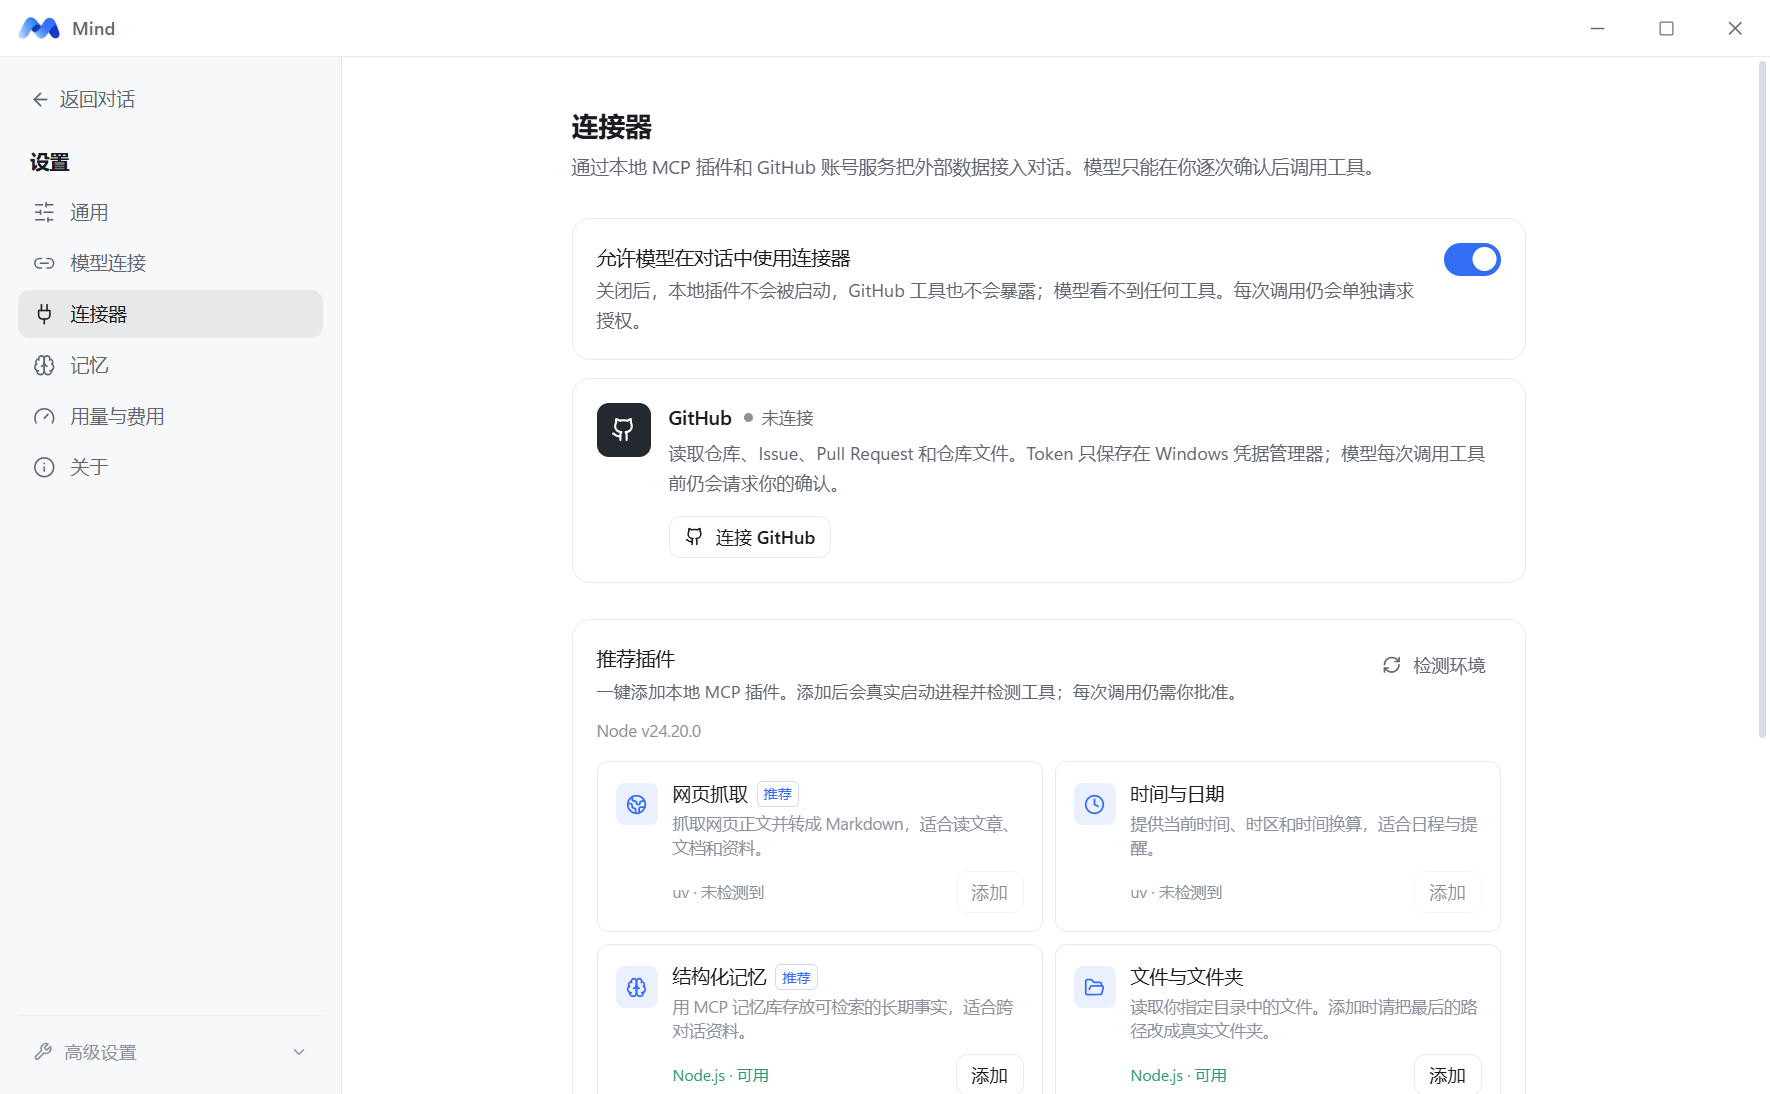 Mind
返回对话
设置
通用
模型连接
连接器
记忆
用量与费用
关于
高级设置
连接器
通过本地 MCP 插件和 GitHub 账号服务把外部数据接入对话。模型只能在你逐次确认后调用工具。
允许模型在对话中使用连接器
关闭后，本地插件不会被启动，GitHub 工具也不会暴露；模型看不到任何工具。每次调用仍会单独请求
授权。
GitHub 未连接
读取仓库、Issue、Pull Request 和仓库文件。Token 只保存在 Windows 凭据管理器；模型每次调用工具
前仍会请求你的确认。
连接 GitHub
推荐插件
检测环境
一键添加本地 MCP 插件。添加后会真实启动进程并检测工具；每次调用仍需你批准。
Node v24.20.0
网页抓取 推荐
抓取网页正文并转成 Markdown，适合读文章、
文档和资料。
uv · 未检测到
添加
时间与日期
提供当前时间、时区和时间换算，适合日程与提
醒。
uv · 未检测到
添加
结构化记忆 推荐
用 MCP 记忆库存放可检索的长期事实，适合跨
对话资料。
Node.js · 可用
添加
文件与文件夹
读取你指定目录中的文件。添加时请把最后的路
径改成真实文件夹。
Node.js · 可用
添加